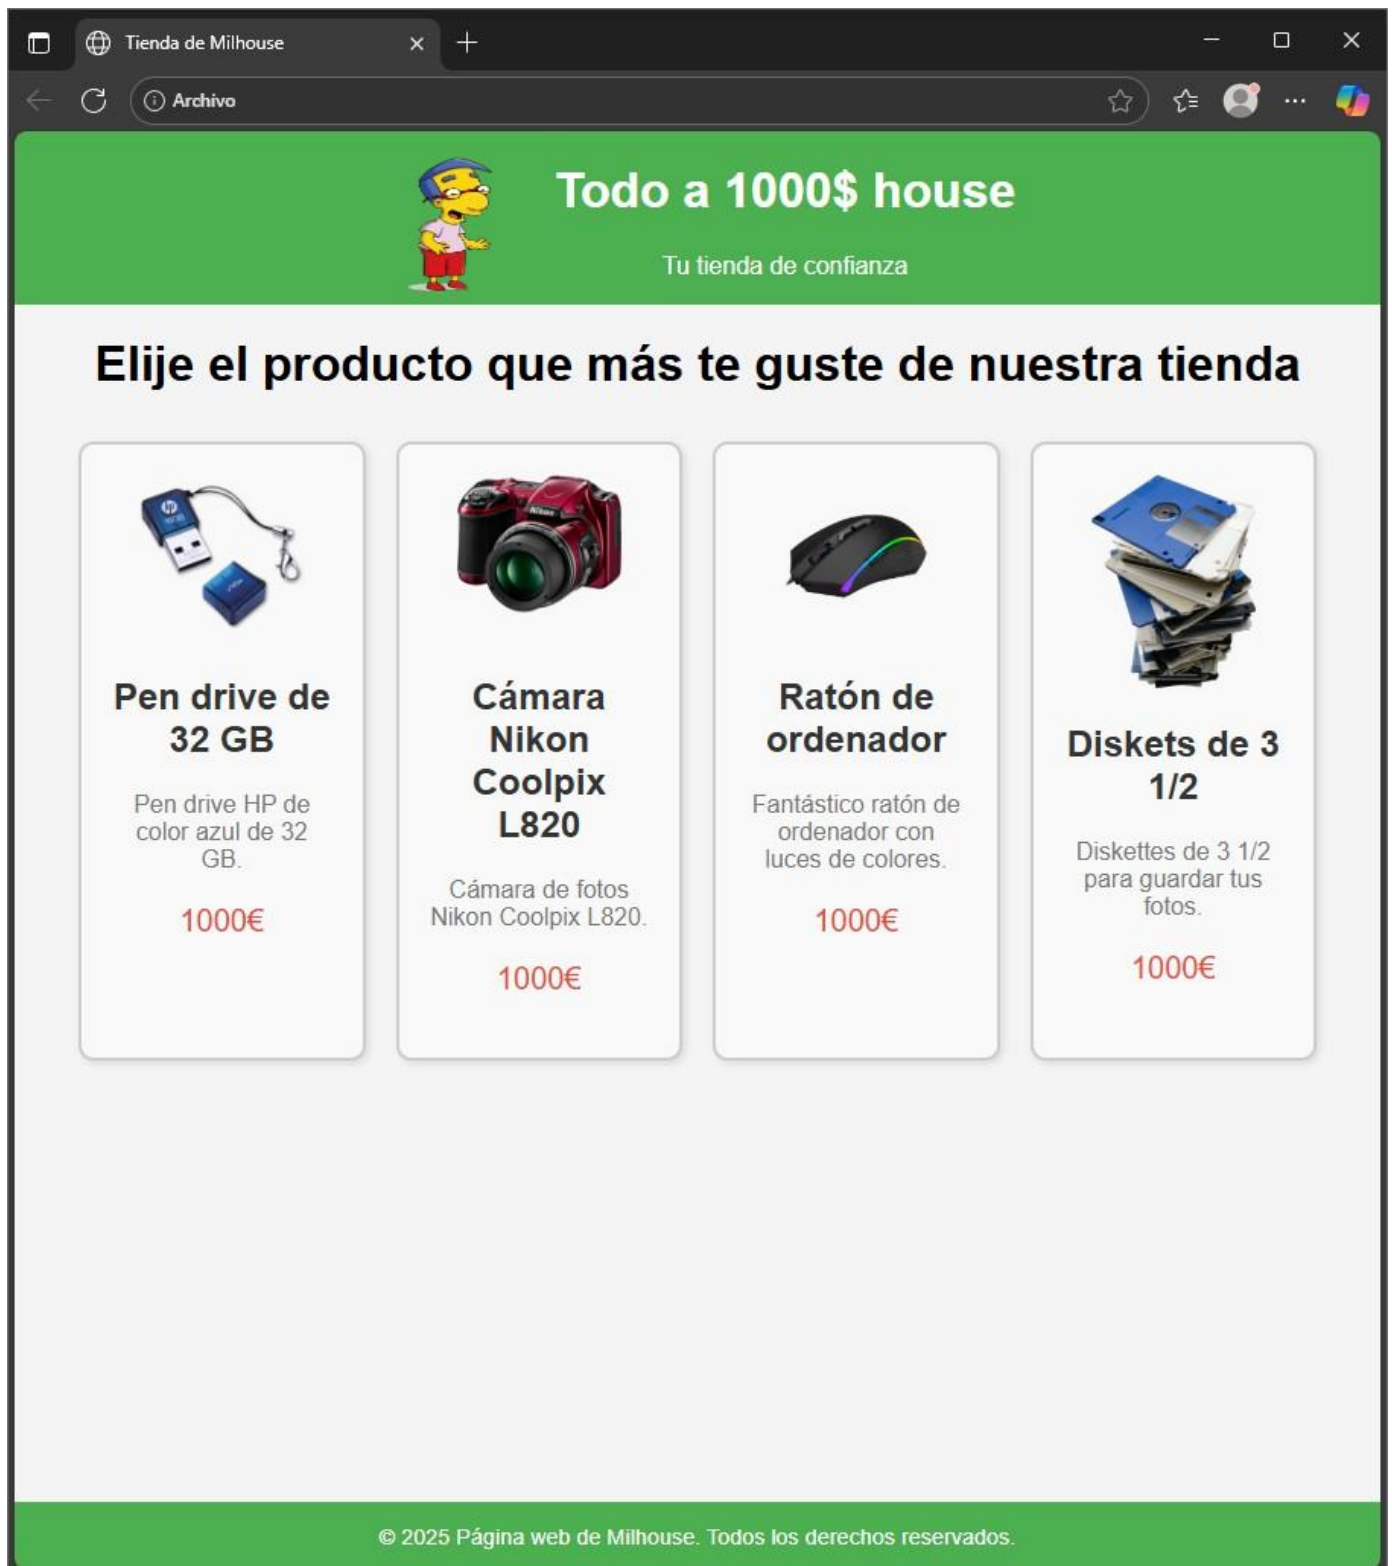 Tienda de Milhouse
Archivo
Todo a 1000$ house
Tu tienda de confianza
Elije el producto que más te guste de nuestra tienda
hp
Pen drive de
32 GB
Pen drive HP de
color azul de 32
GB.
1000€
Nikon
Cámara
Nikon
Coolpix
L820
Cámara de fotos
Nikon Coolpix L820.
1000€
Ratón de
ordenador
Fantástico ratón de
ordenador con
luces de colores.
1000€
Diskets de 3
1/2
Diskettes de 3 1/2
para guardar tus
fotos.
1000€
© 2025 Página web de Milhouse. Todos los derechos reservados.